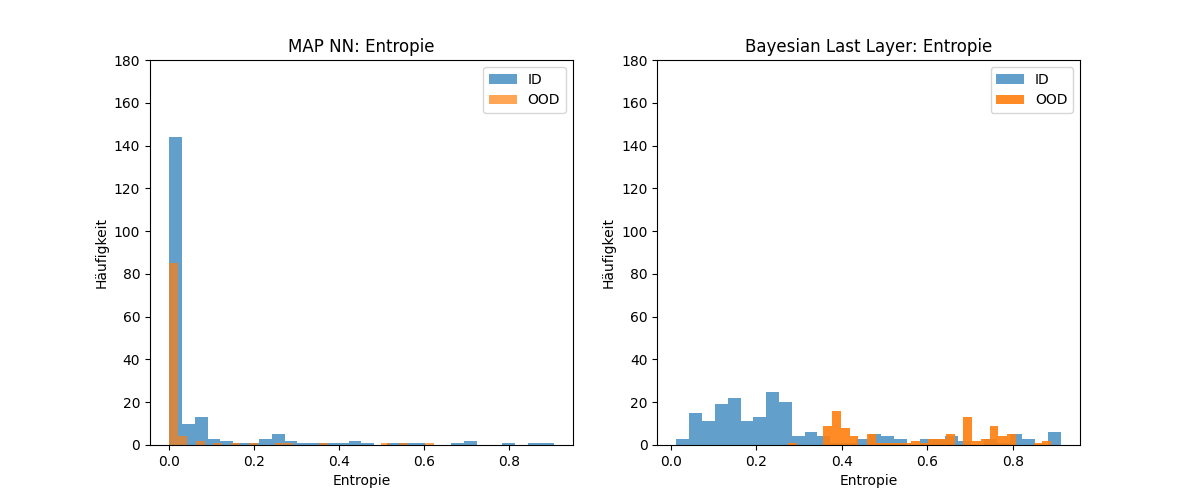 MAP NN: Entropie
180
160
140
120
100
80
60
40
20
0
Häufigkeit
0.0 0.2 0.4 0.6 0.8
Entropie
ID
OOD
Bayesian Last Layer: Entropie
180
160
140
120
100
80
60
40
20
0
Häufigkeit
0.0 0.2 0.4 0.6 0.8
Entropie
ID
OOD